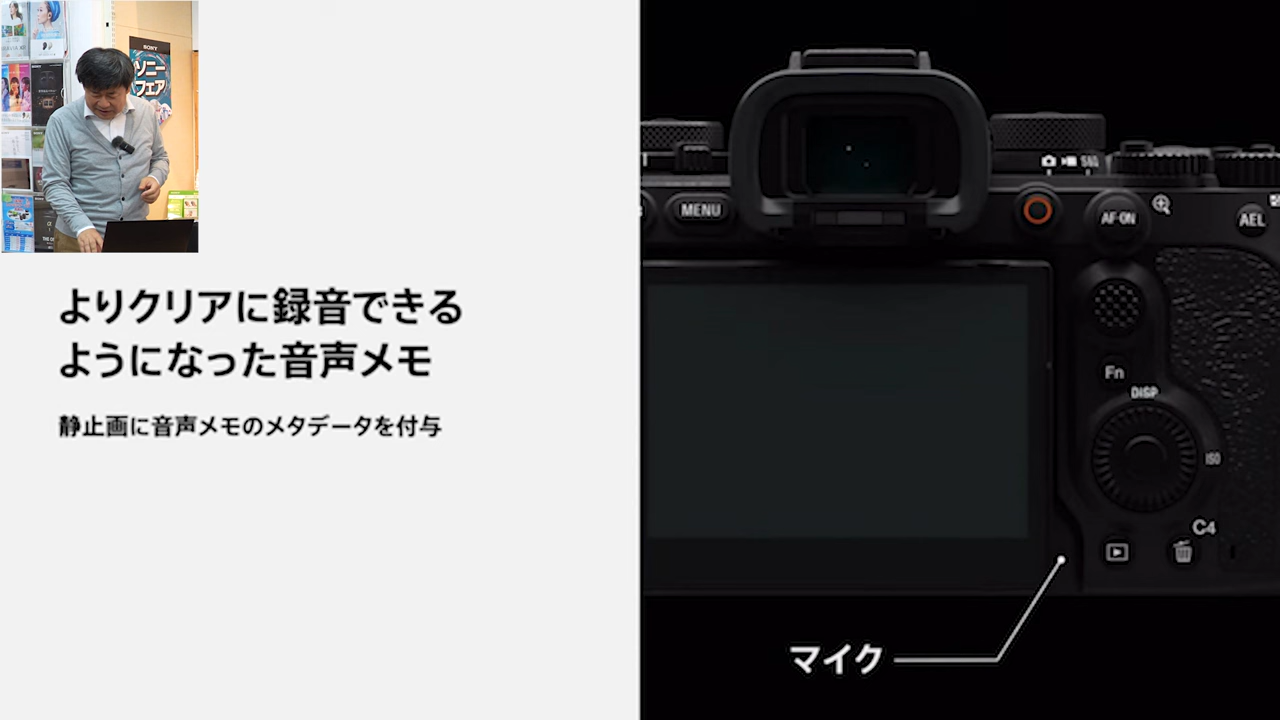 SONY
ソニー
フェア
よりクリアに録音できる
ようになった音声メモ
静止画に音声メモのメタデータを付与
MENU
S&Q
AF-ON
AEL
Fn
DISP
ISO
C4
マイク